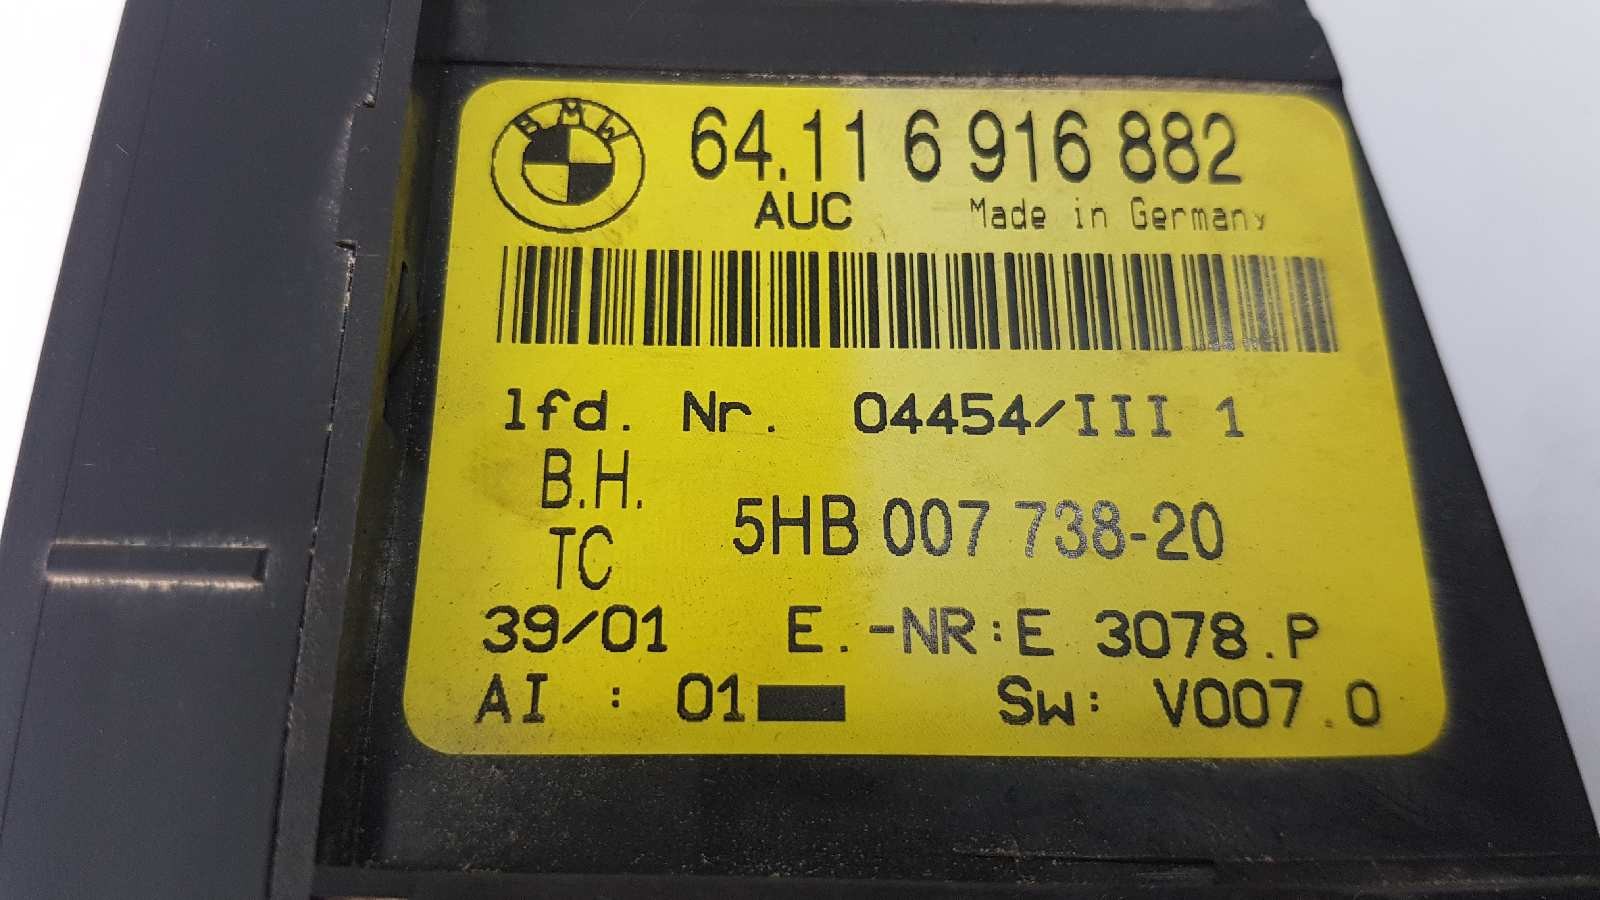 BMW 64.11 6 916 882
AUC Made in Germany
lfd. Nr. 04454/III 1
B.H.
TC 5HB 007 738-20
39/01 E.-NR:E 3078.P
AI : 01 Sw: V007.0